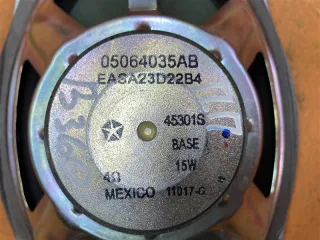 05064035AB
EASA23D22B4
45301S
BASE
15W
4Ω
MEXICO 11017-C